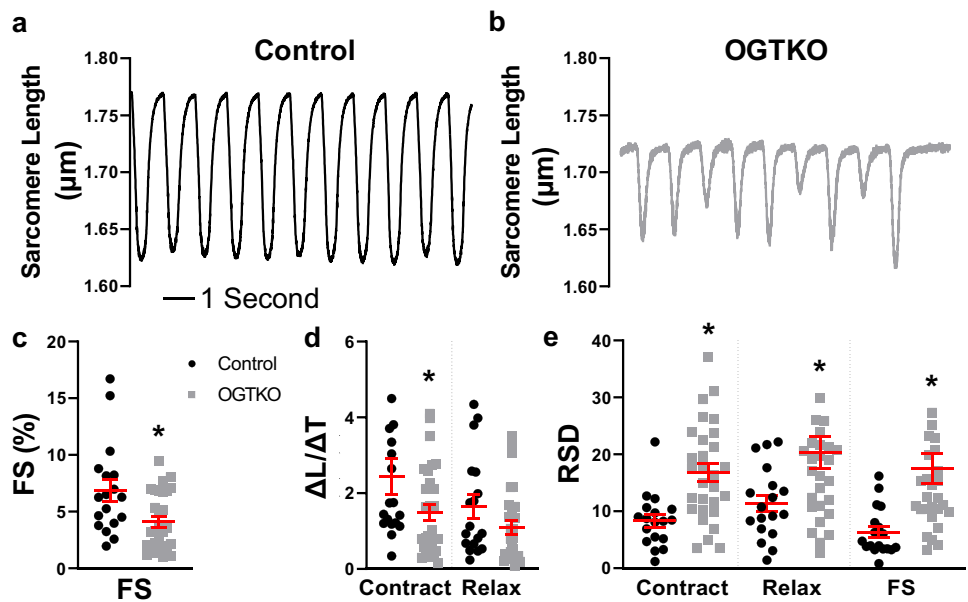 a
Control
Sarcomere Length
(μm)
1.80
1.75
1.70
1.65
1.60
1 Second
b
OGTKO
Sarcomere Length
(μm)
1.80
1.75
1.70
1.65
1.60
c
FS (%)
20
15
10
5
0
*
FS
Control
OGTKO
d
ΔL/ΔT
6
4
2
0
*
Contract
Relax
e
RSD
40
30
20
10
0
*
*
*
Contract
Relax
FS